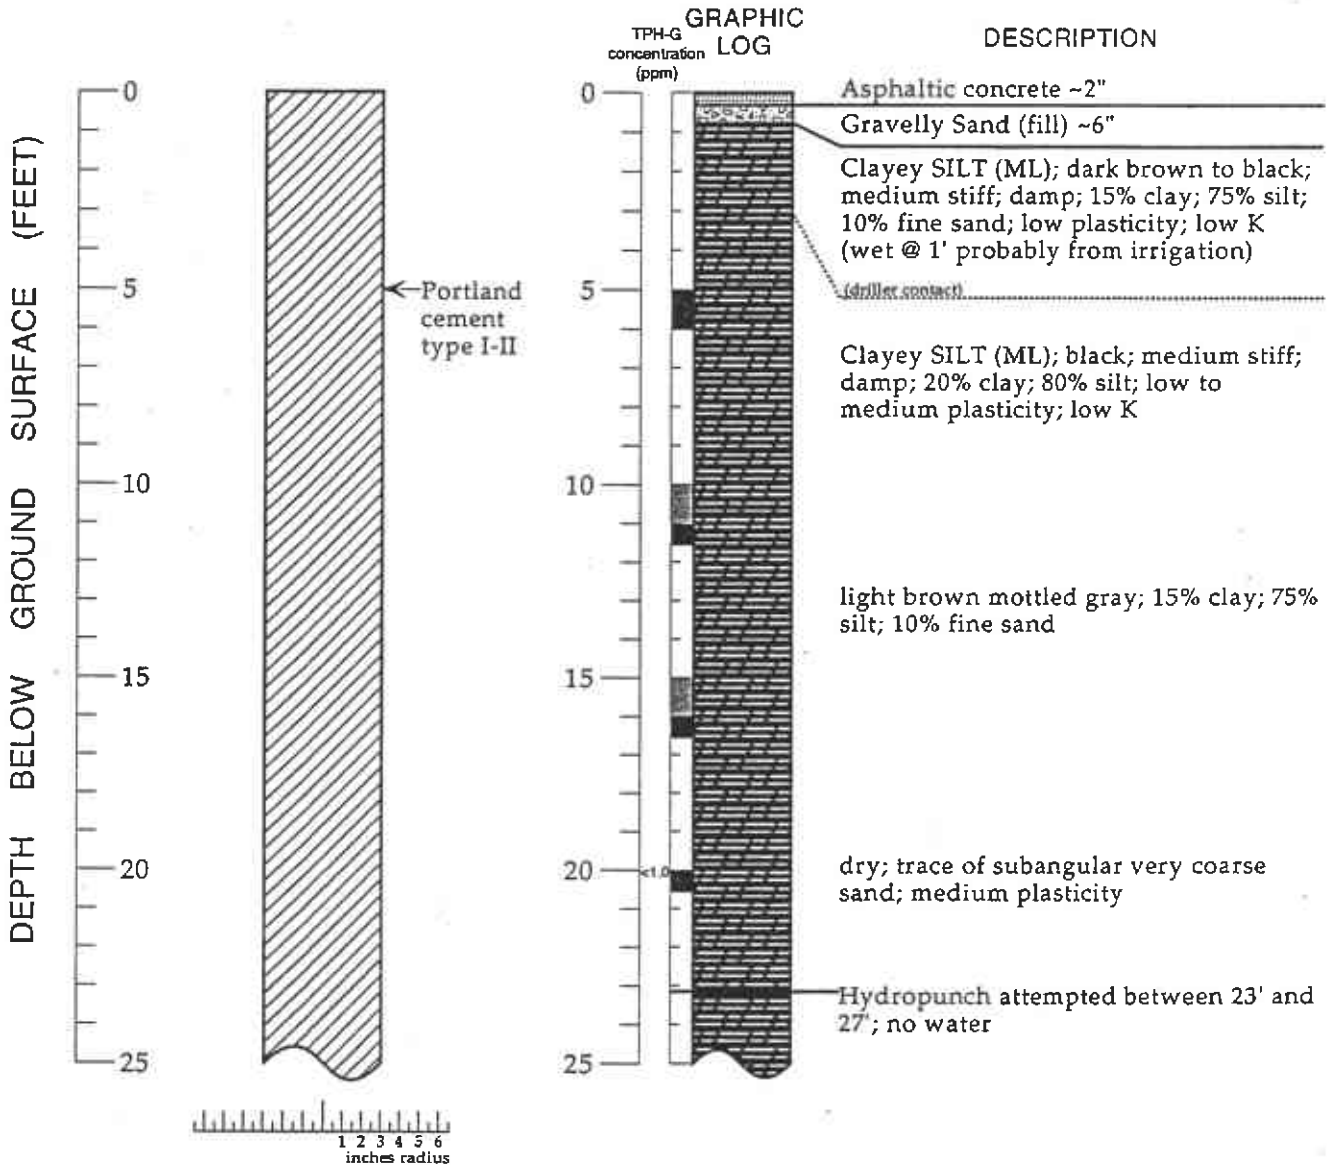 DEPTH BELOW GROUND SURFACE (FEET)
0
5
10
15
20
25
Portland
cement
type I-II
1 2 3 4 5 6
inches radius
TPH-G
concentration
(ppm)
GRAPHIC
LOG
DESCRIPTION
0
5
10
15
20
25
<1.0
Asphaltic concrete ~2"
Gravelly Sand (fill) ~6"
Clayey SILT (ML); dark brown to black;
medium stiff; damp; 15% clay; 75% silt;
10% fine sand; low plasticity; low K
(wet @ 1' probably from irrigation)
(driller contact)
Clayey SILT (ML); black; medium stiff;
damp; 20% clay; 80% silt; low to
medium plasticity; low K
light brown mottled gray; 15% clay; 75%
silt; 10% fine sand
dry; trace of subangular very coarse
sand; medium plasticity
Hydropunch attempted between 23' and
27'; no water